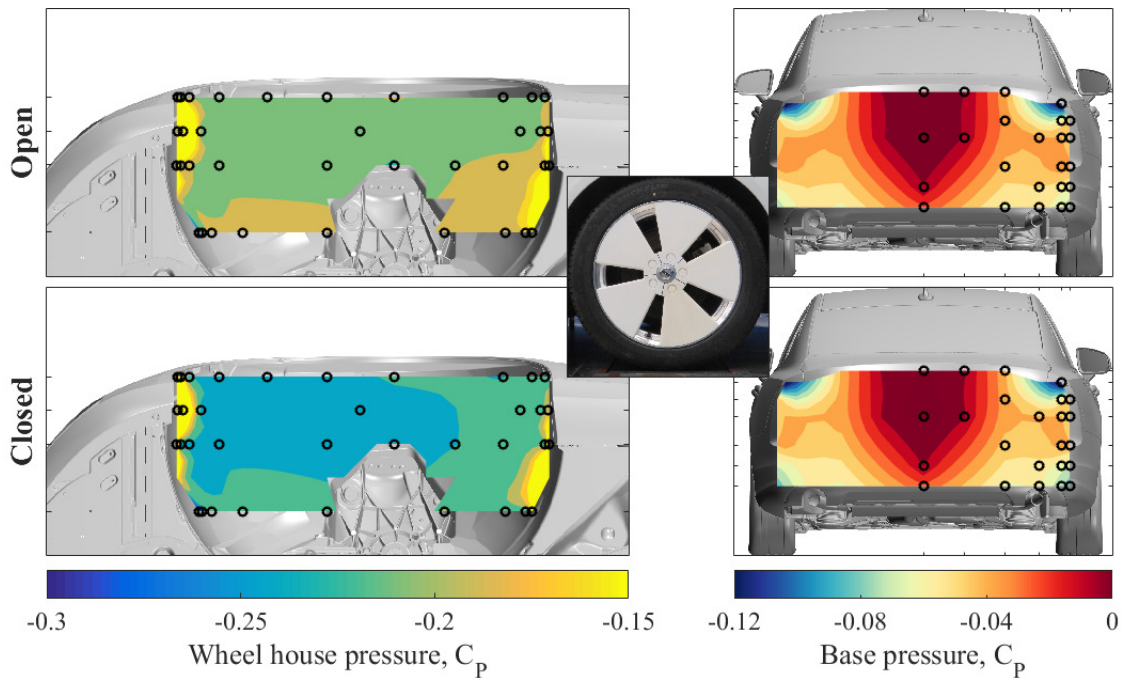 Open
Closed
-0.3
-0.25
-0.2
-0.15
Wheel house pressure, C_P
-0.12
-0.08
-0.04
0
Base pressure, C_P